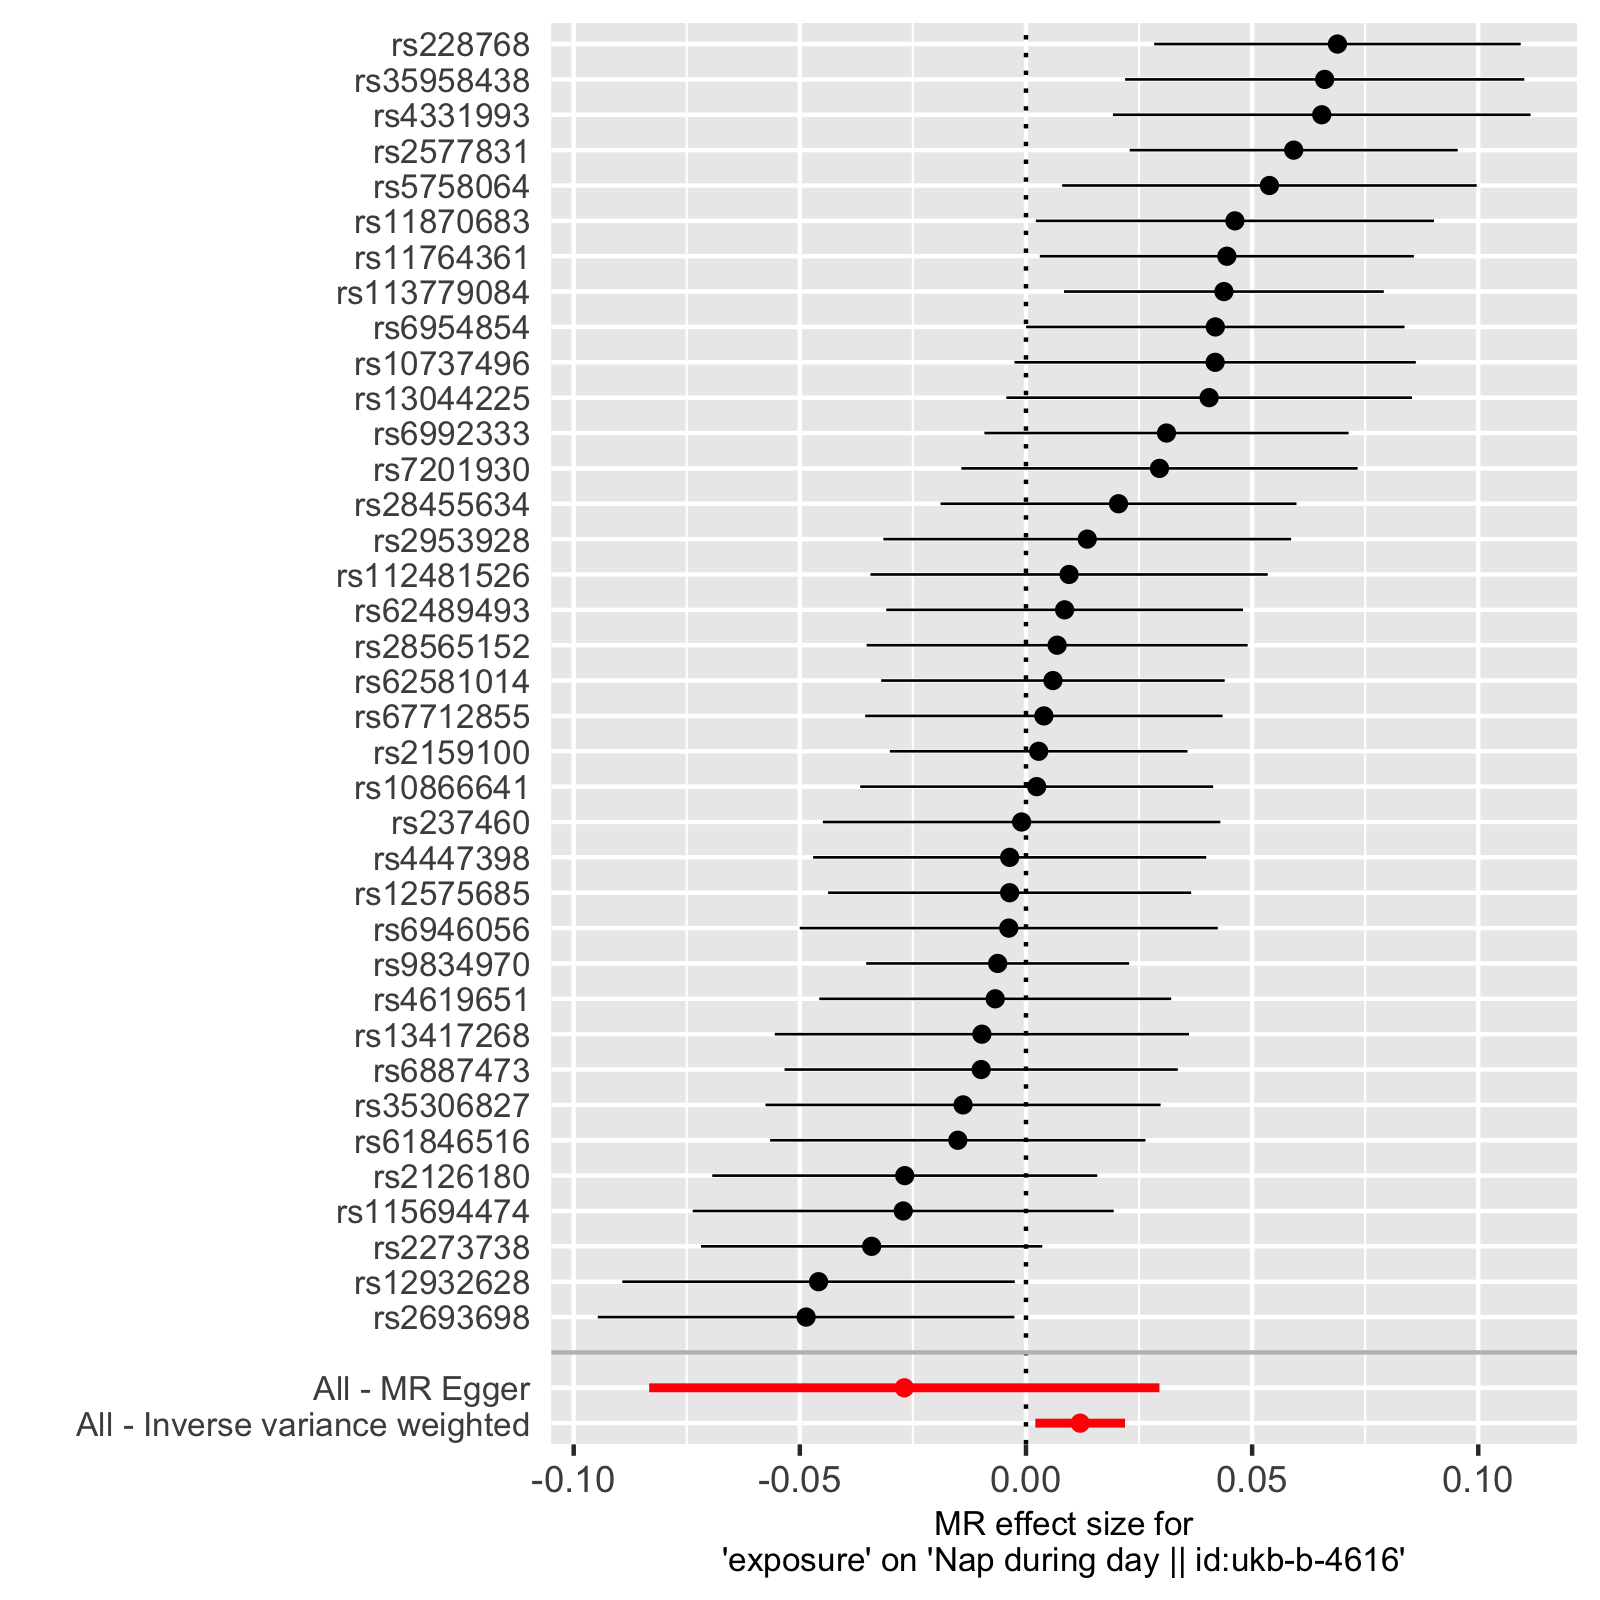 rs228768
rs35958438
rs4331993
rs2577831
rs5758064
rs11870683
rs11764361
rs113779084
rs6954854
rs10737496
rs13044225
rs6992333
rs7201930
rs28455634
rs2953928
rs112481526
rs62489493
rs28565152
rs62581014
rs67712855
rs2159100
rs10866641
rs237460
rs4447398
rs12575685
rs6946056
rs9834970
rs4619651
rs13417268
rs6887473
rs35306827
rs61846516
rs2126180
rs115694474
rs2273738
rs12932628
rs2693698
All - MR Egger
All - Inverse variance weighted
-0.10 -0.05 0.00 0.05 0.10
MR effect size for
'exposure' on 'Nap during day || id:ukb-b-4616'